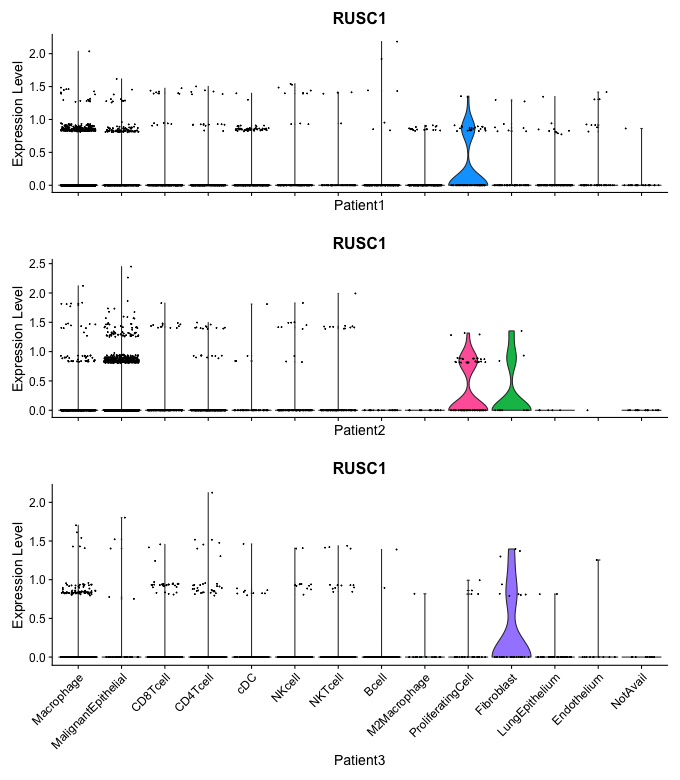 RUSC1
Expression Level
2.0
1.5
1.0
0.5
0.0
Patient1
RUSC1
Expression Level
2.5
2.0
1.5
1.0
0.5
0.0
Patient2
RUSC1
Expression Level
2.0
1.5
1.0
0.5
0.0
Macrophage
MalignantEpithelial
CD8Tcell
CD4Tcell
cDC
NKcell
NKTcell
Bcell
M2Macrophage
ProliferatingCell
Fibroblast
LungEpithelium
Endothelium
NotAvail
Patient3